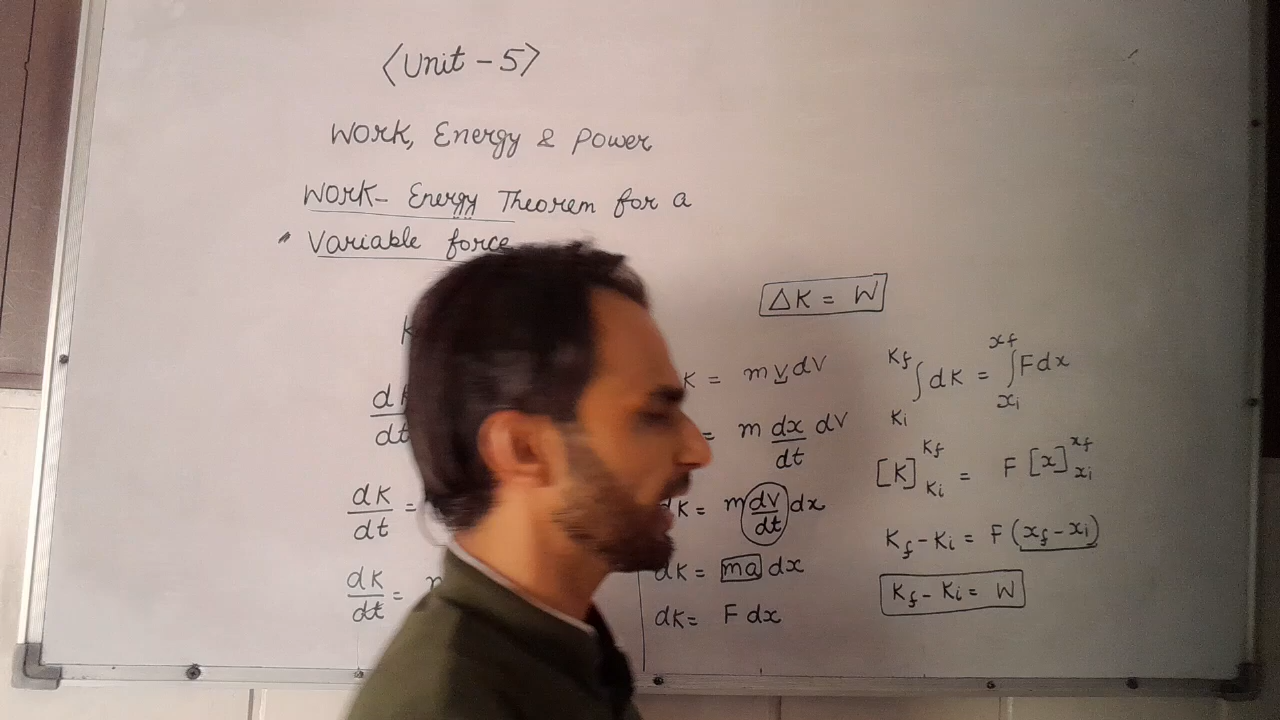 ⟨Unit - 5⟩
Work, Energy & Power
Work- Energy Theorem for a
Variable force
dK
dt
dK
dt =
dK
dt =
K = m v dv
= m dx dv
dt
dK = m dv dx
dt
dK = ma dx
dK = F dx
ΔK = W
Kf xf
∫ dK = ∫ F dx
Ki xi
[K] Kf Ki = F [x] xf xi
Kf - Ki = F (xf - xi)
Kf - Ki = W